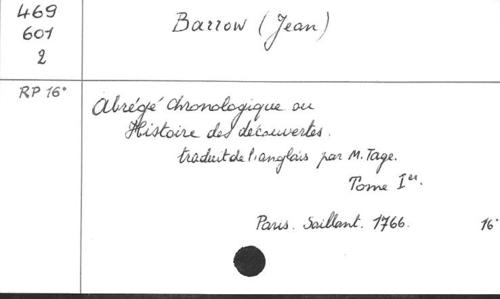 469
601
2
Barrow (Jean)
RP 16°
Abrégé chronologique ou
Histoire des découvertes.
traduit de l'anglais par M. Tage.
Tome Ier.
Paris. Saillant. 1766. 16°